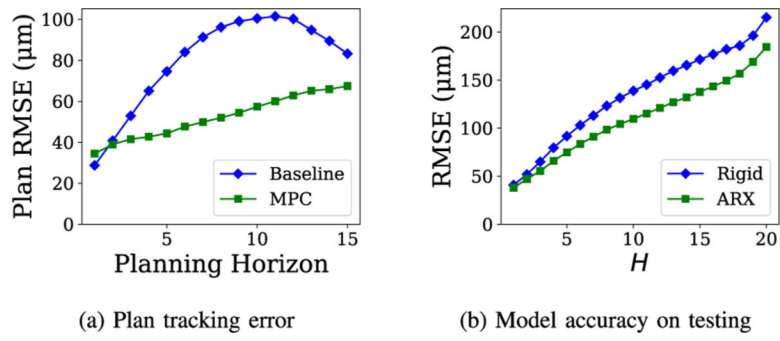 100
80
60
40
20
0
Plan RMSE (μm)
Baseline
MPC
5
10
15
Planning Horizon
(a) Plan tracking error
200
150
100
50
0
RMSE (μm)
Rigid
ARX
5
10
15
20
H
(b) Model accuracy on testing